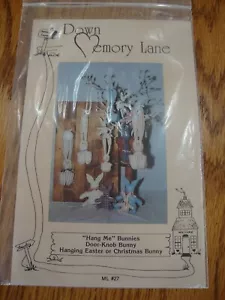 Down
Memory Lane
"Hang Me" Bunnies
Door-Knob Bunny
Hanging Easter or Christmas Bunny
ML #27